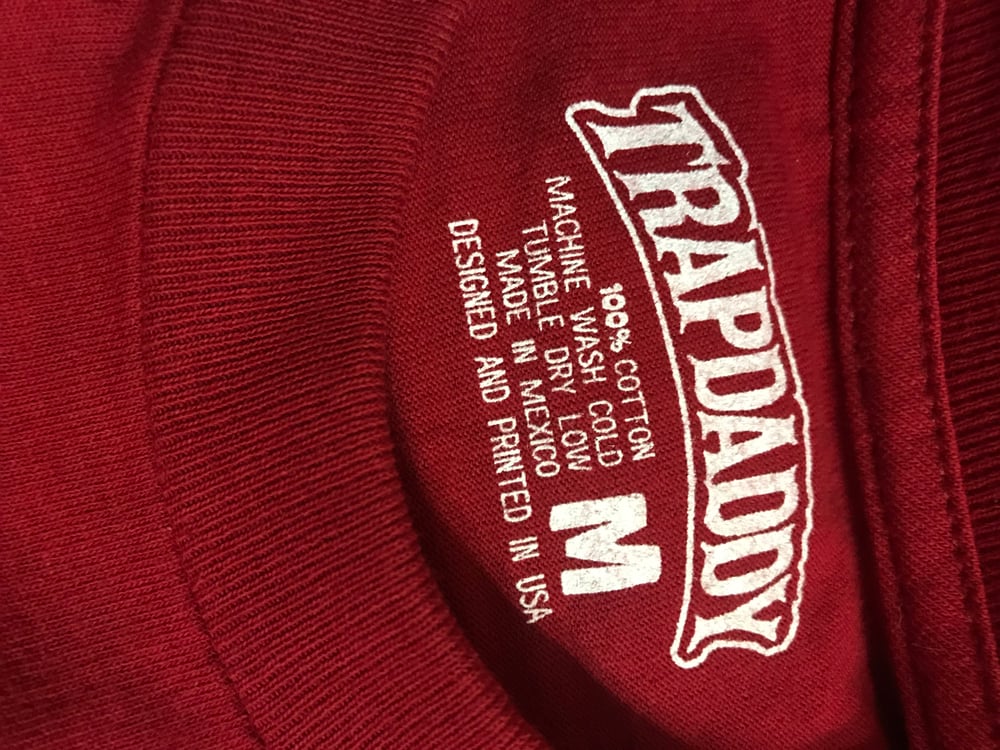 TRAPDADDY
100% COTTON
MACHINE WASH COLD
TUMBLE DRY LOW
MADE IN MEXICO
DESIGNED AND PRINTED IN USA
M